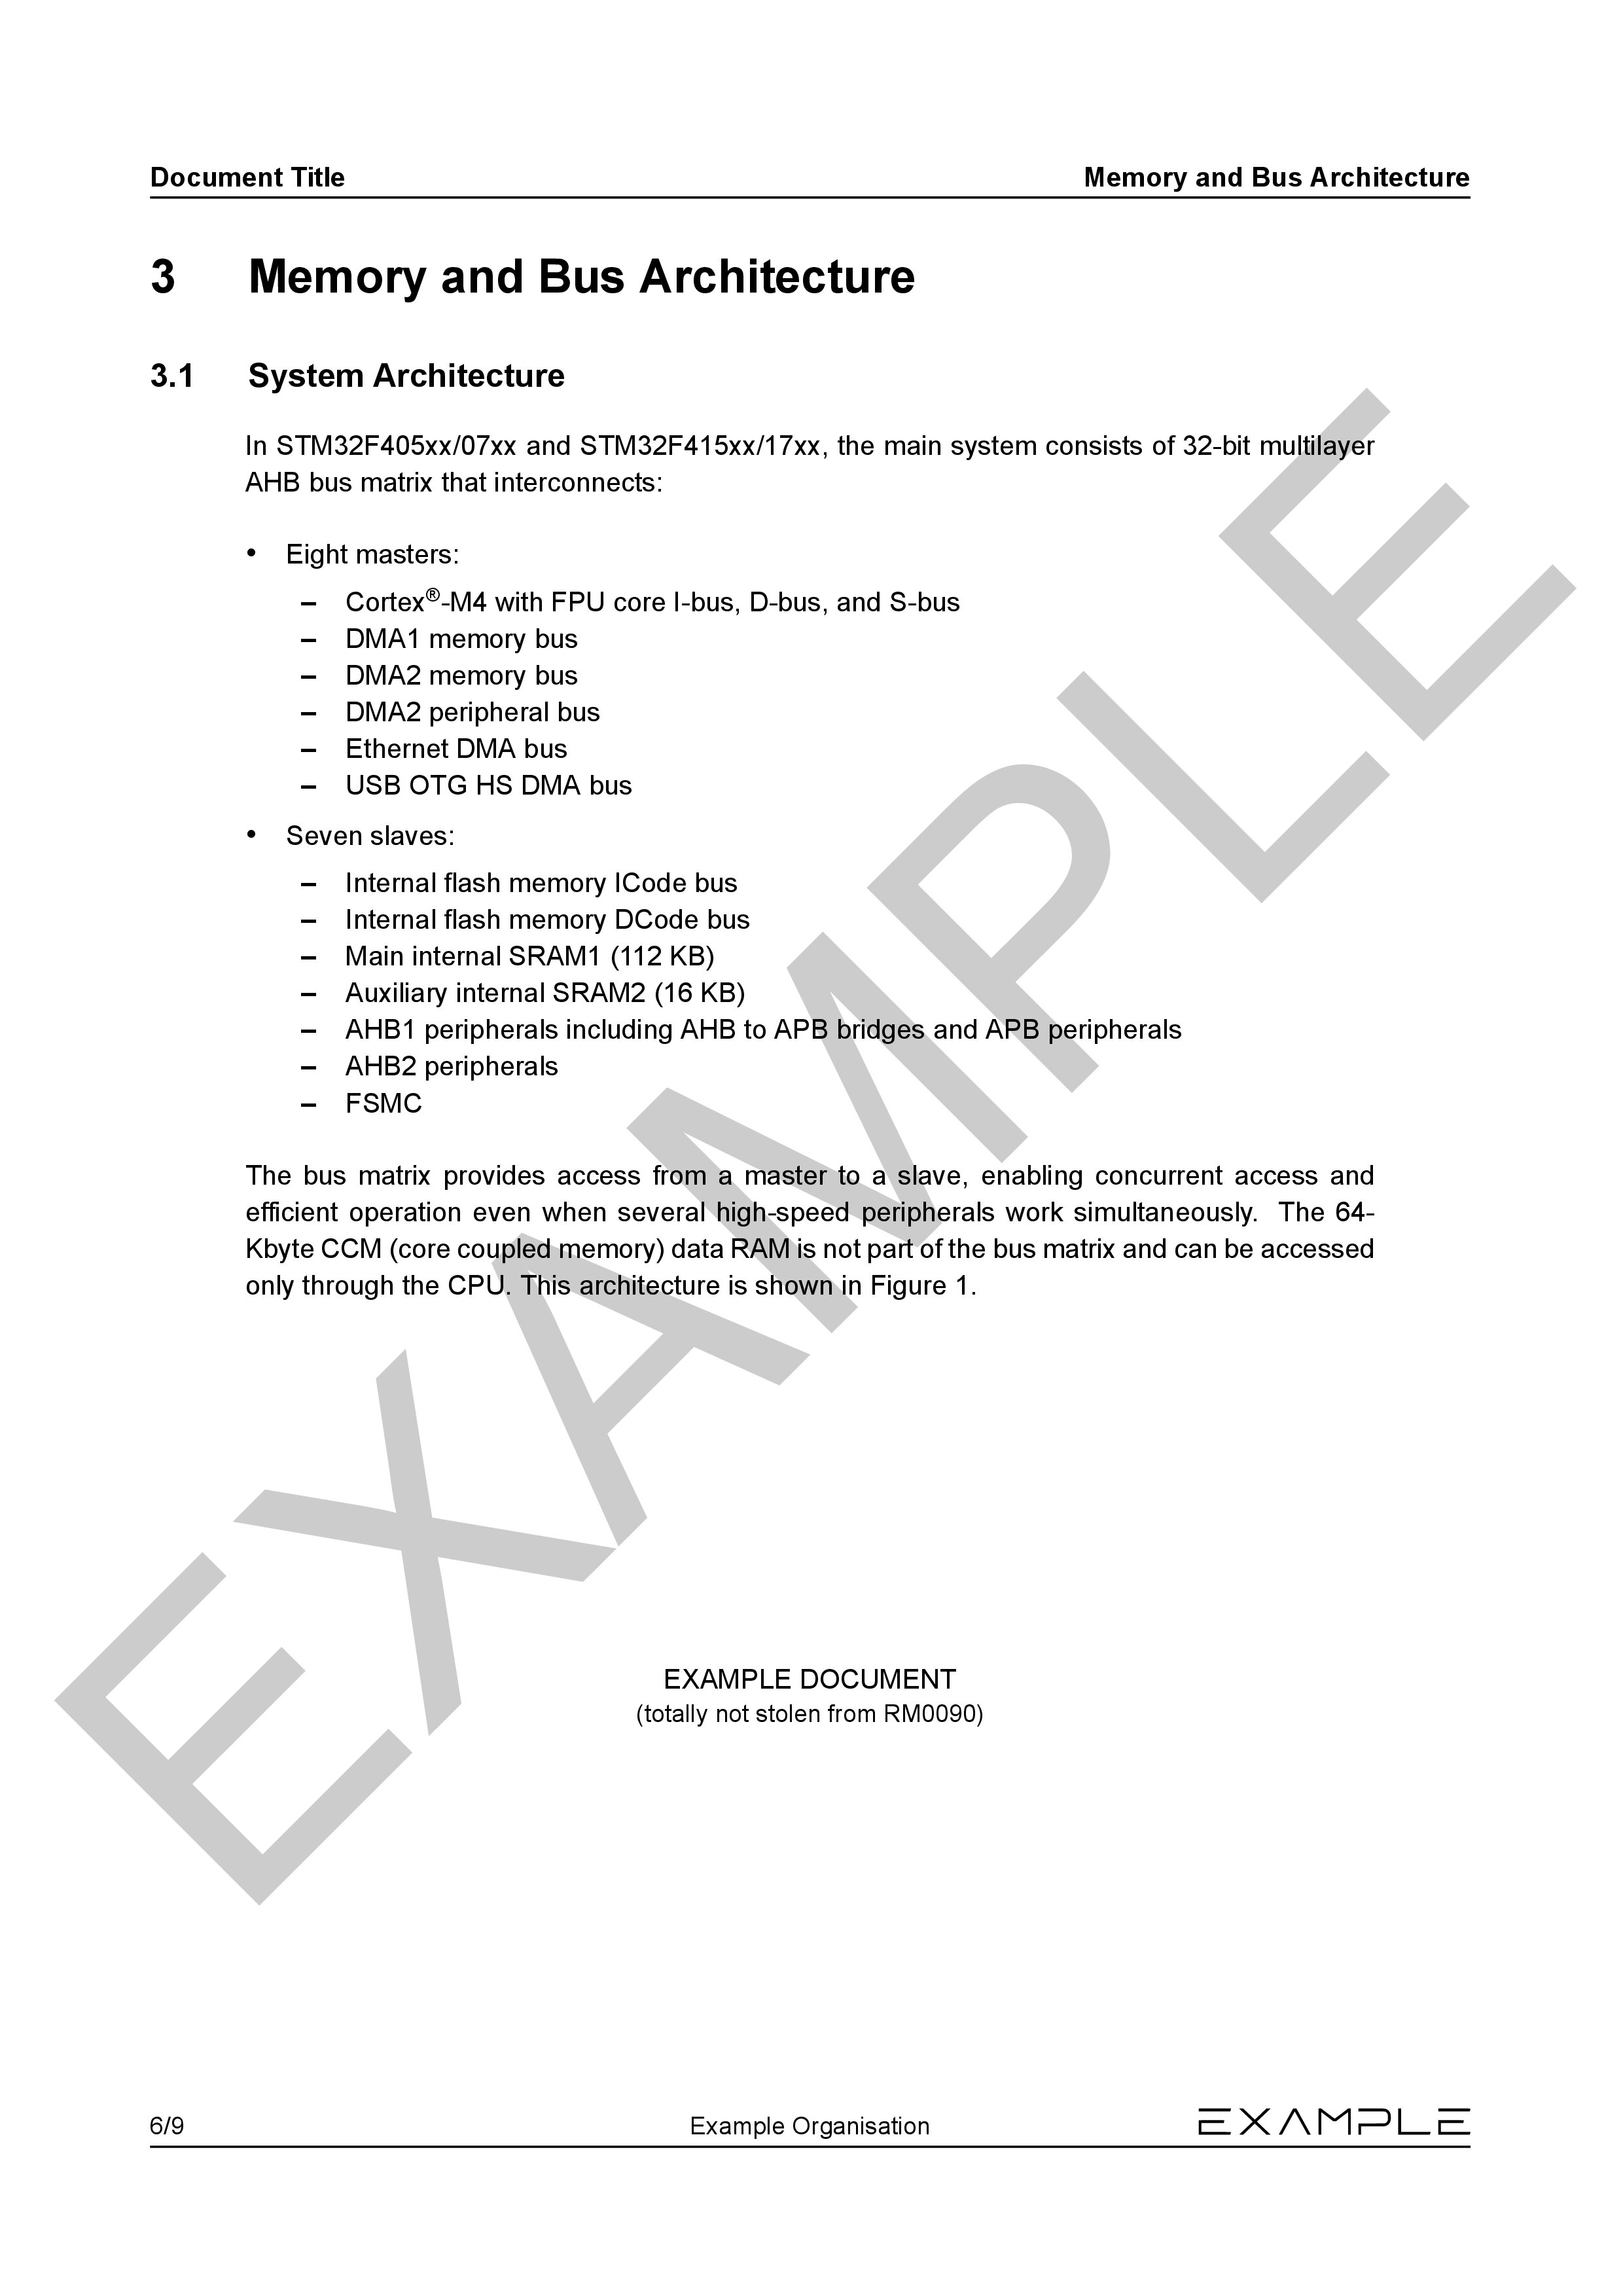 Document Title Memory and Bus Architecture
3 Memory and Bus Architecture
3.1 System Architecture
In STM32F405xx/07xx and STM32F415xx/17xx, the main system consists of 32-bit multilayer
AHB bus matrix that interconnects:
• Eight masters:
– Cortex®-M4 with FPU core I-bus, D-bus, and S-bus
– DMA1 memory bus
– DMA2 memory bus
– DMA2 peripheral bus
– Ethernet DMA bus
– USB OTG HS DMA bus
• Seven slaves:
– Internal flash memory ICode bus
– Internal flash memory DCode bus
– Main internal SRAM1 (112 KB)
– Auxiliary internal SRAM2 (16 KB)
– AHB1 peripherals including AHB to APB bridges and APB peripherals
– AHB2 peripherals
– FSMC
The bus matrix provides access from a master to a slave, enabling concurrent access and
efficient operation even when several high-speed peripherals work simultaneously. The 64-
Kbyte CCM (core coupled memory) data RAM is not part of the bus matrix and can be accessed
only through the CPU. This architecture is shown in Figure 1.
EXAMPLE
EXAMPLE DOCUMENT
(totally not stolen from RM0090)
6/9 Example Organisation EXAMPLE